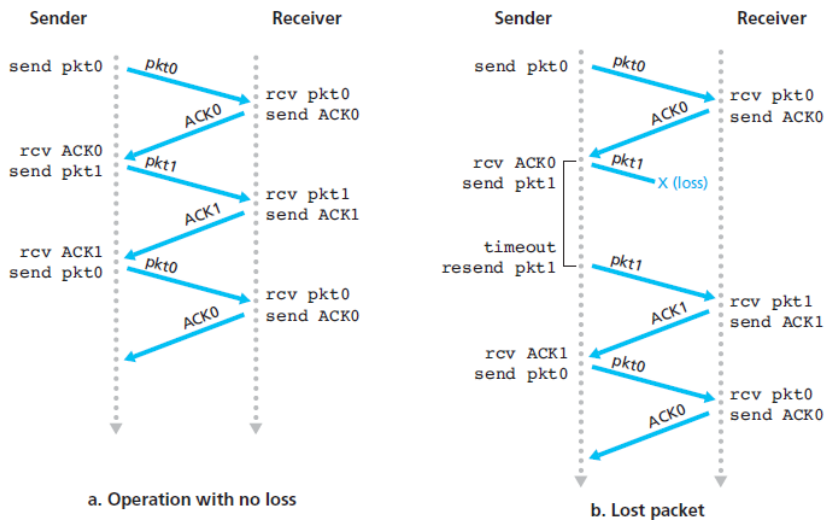 Sender
Receiver
send pkt0
pkt0
rcv pkt0
send ACK0
ACK0
rcv ACK0
send pkt1
pkt1
rcv pkt1
send ACK1
ACK1
rcv ACK1
send pkt0
pkt0
rcv pkt0
send ACK0
ACK0
a. Operation with no loss
Sender
Receiver
send pkt0
pkt0
rcv pkt0
send ACK0
ACK0
rcv ACK0
send pkt1
pkt1
X (loss)
timeout
resend pkt1
pkt1
rcv pkt1
send ACK1
ACK1
rcv ACK1
send pkt0
pkt0
rcv pkt0
send ACK0
ACK0
b. Lost packet